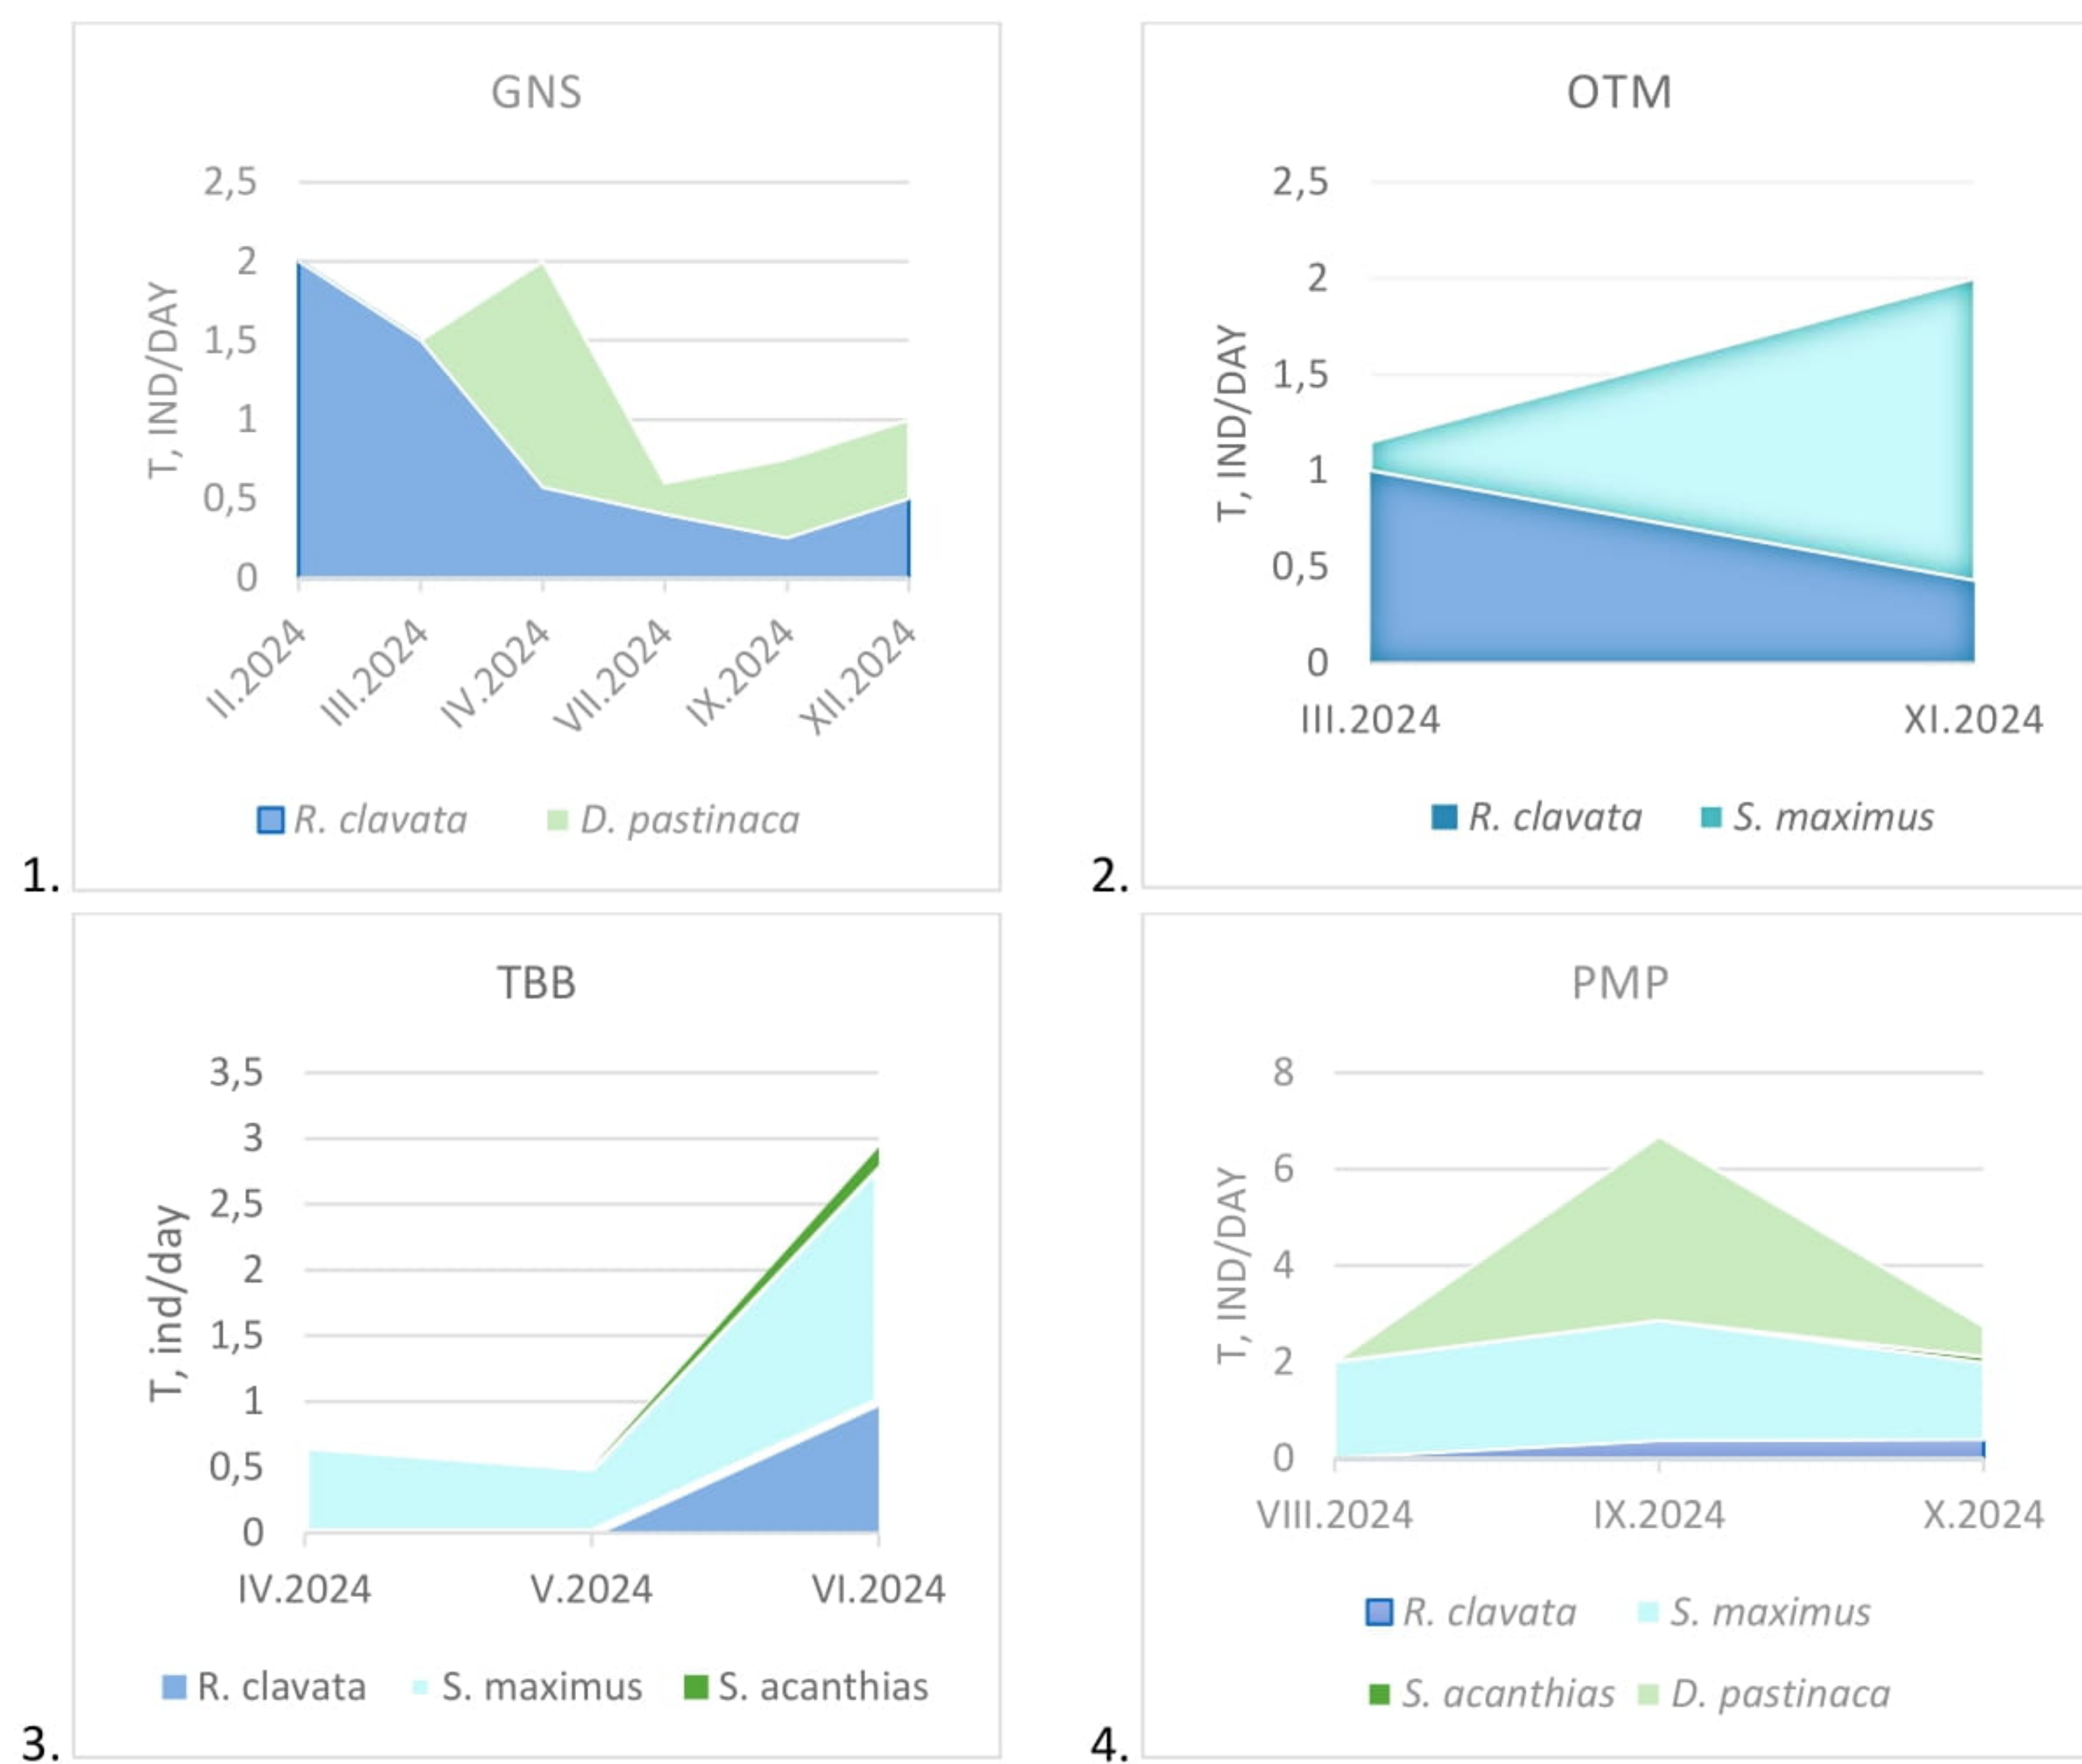 GNS
T, IND/DAY
2,5
2
1,5
1
0,5
0
II.2024 III.2024 IV.2024 VII.2024 IX.2024 XII.2024
R. clavata D. pastinaca
1.
OTM
T, IND/DAY
2,5
2
1,5
1
0,5
0
III.2024 XI.2024
R. clavata S. maximus
2.
TBB
T, ind/day
3,5
3
2,5
2
1,5
1
0,5
0
IV.2024 V.2024 VI.2024
R. clavata S. maximus S. acanthias
3.
PMP
T, IND/DAY
8
6
4
2
0
VIII.2024 IX.2024 X.2024
R. clavata S. maximus
S. acanthias D. pastinaca
4.